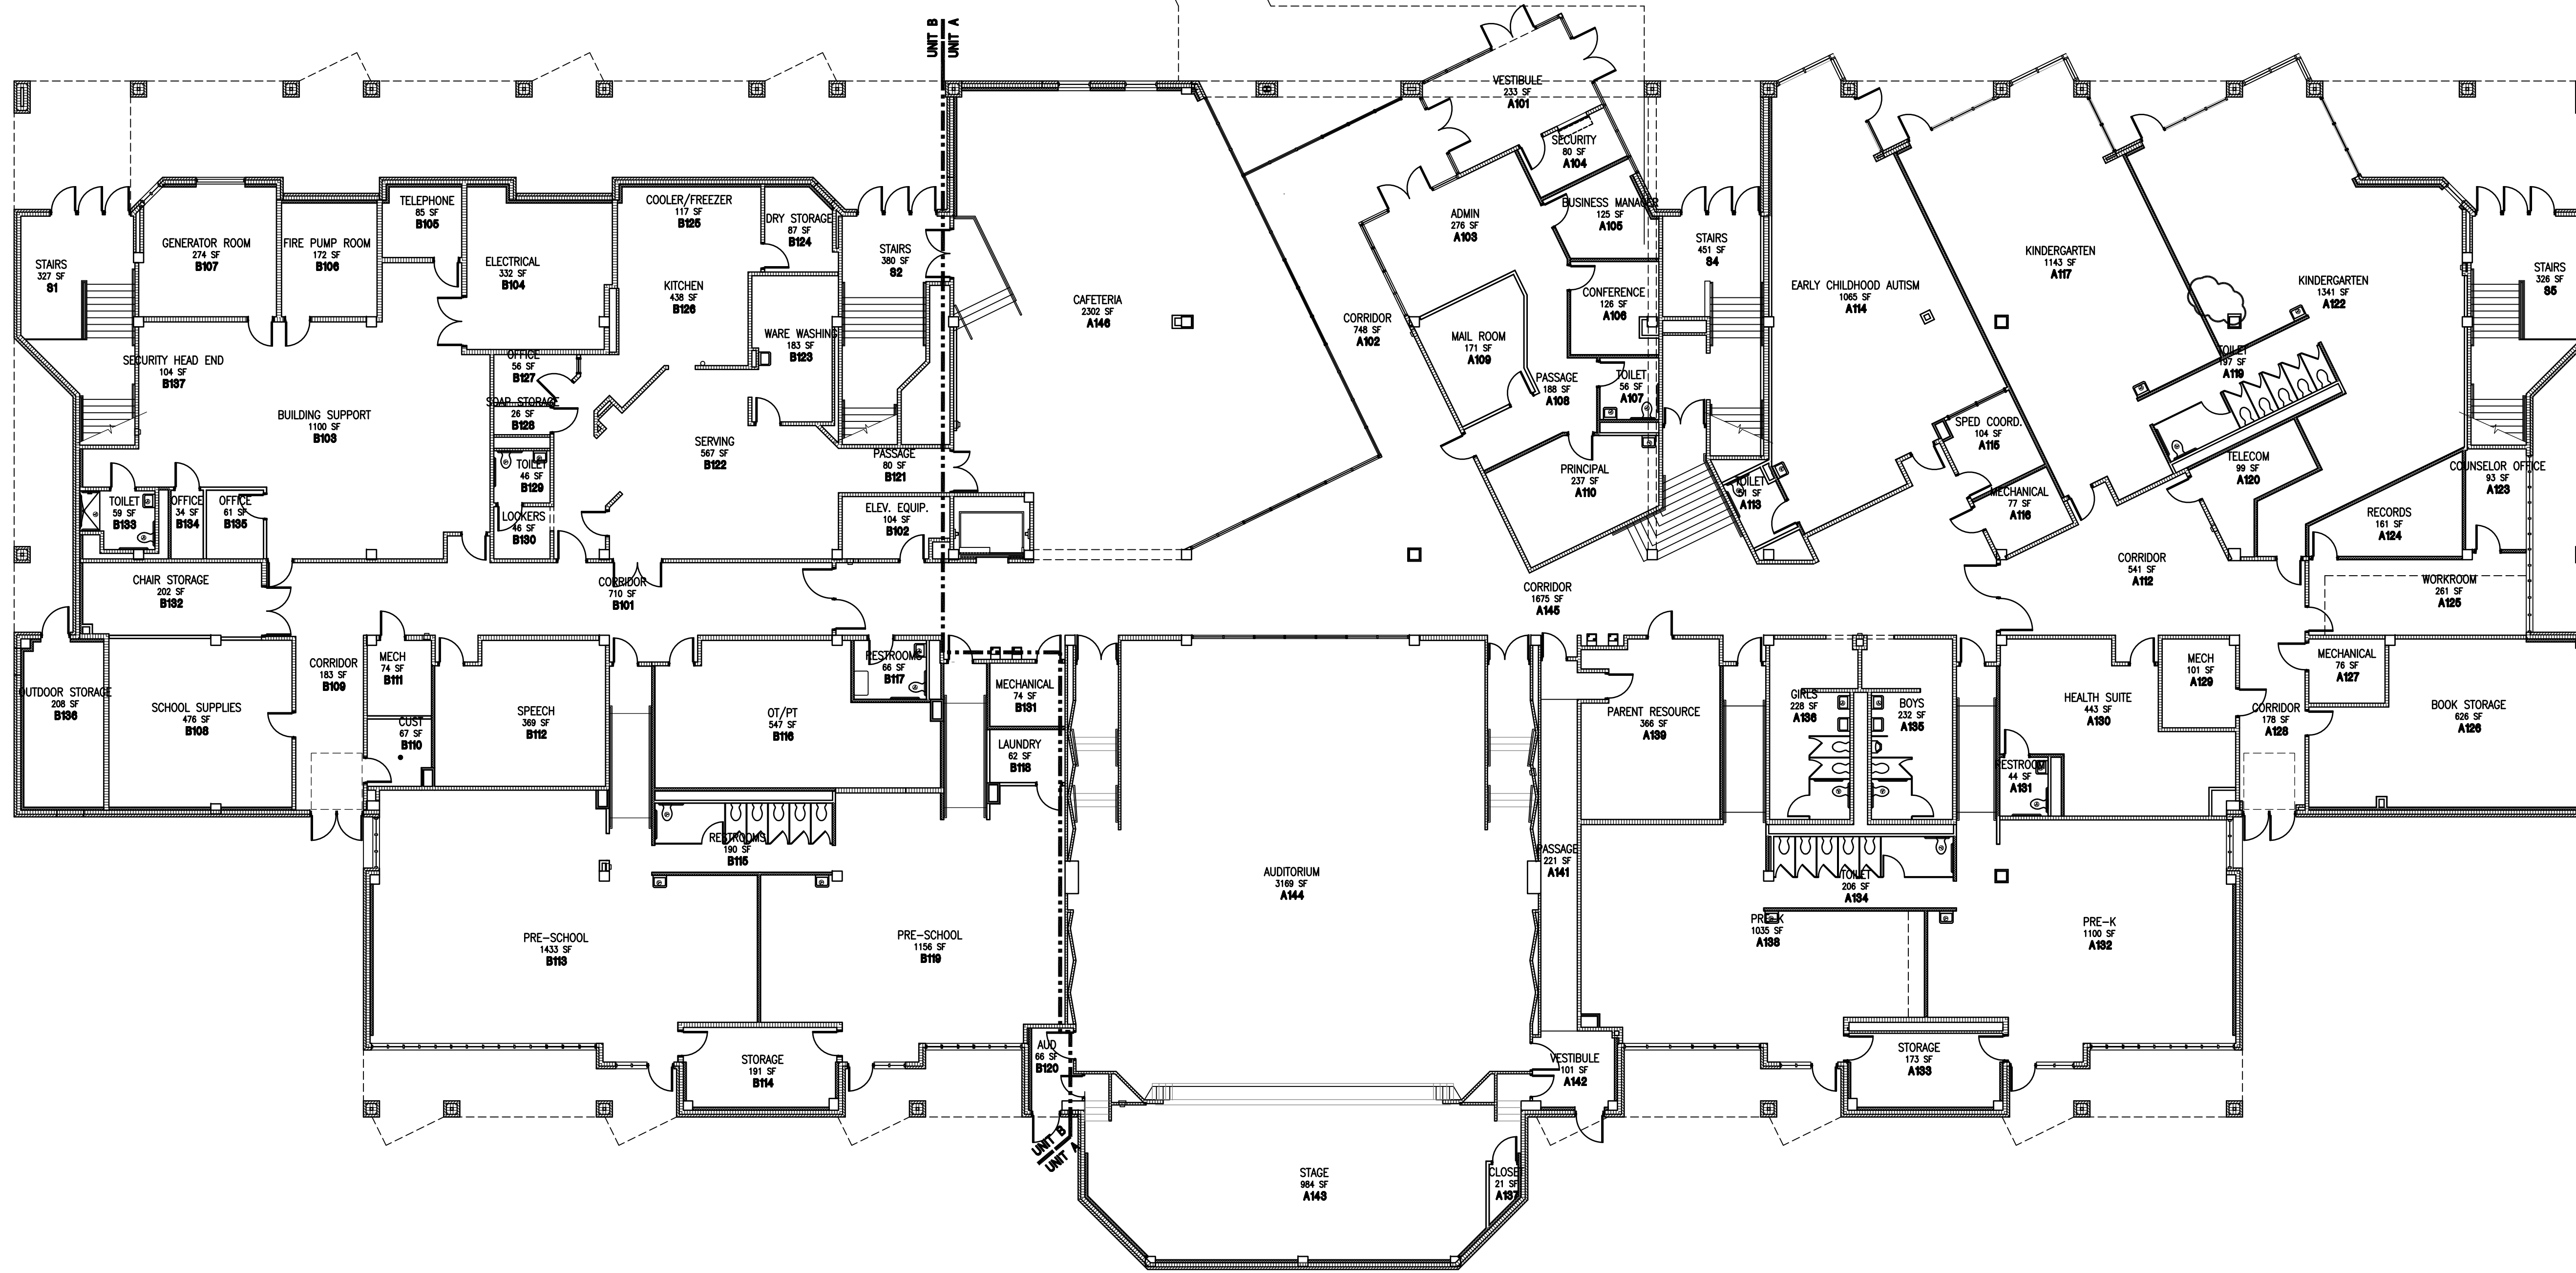 UNIT B
UNIT A
VESTIBULE
233 SF
A101
SECURITY
80 SF
A104
TELEPHONE
85 SF
B105
COOLER/FREEZER
117 SF
B125
DRY STORAGE
87 SF
B124
BUSINESS MANAGER
125 SF
A105
ADMIN
276 SF
A103
GENERATOR ROOM
274 SF
B107
FIRE PUMP ROOM
172 SF
B106
STAIRS
380 SF
S2
STAIRS
451 SF
S4
KINDERGARTEN
1143 SF
A117
STAIRS
327 SF
S1
ELECTRICAL
332 SF
B104
STAIRS
326 SF
S5
KITCHEN
438 SF
B126
CAFETERIA
2302 SF
A146
CONFERENCE
126 SF
A106
EARLY CHILDHOOD AUTISM
1065 SF
A114
KINDERGARTEN
1341 SF
A122
CORRIDOR
748 SF
A102
WARE WASHING
183 SF
B123
MAIL ROOM
171 SF
A109
SECURITY HEAD END
104 SF
B137
OFFICE
56 SF
B127
TOILET
197 SF
A119
PASSAGE
188 SF
A108
TOILET
56 SF
A107
SOAP STORAGE
26 SF
B128
BUILDING SUPPORT
1100 SF
B103
SPED COORD.
104 SF
A115
SERVING
567 SF
B122
PASSAGE
80 SF
B121
TOILET
46 SF
B129
PRINCIPAL
237 SF
A110
TELECOM
99 SF
A120
COUNSELOR OFFICE
93 SF
A123
TOILET
A113
MECHANICAL
77 SF
A116
TOILET
59 SF
B133
OFFICE
34 SF
B134
OFFICE
61 SF
B135
LOOKERS
46 SF
B130
ELEV. EQUIP.
104 SF
B102
RECORDS
161 SF
A124
CORRIDOR
541 SF
A112
CHAIR STORAGE
202 SF
B132
CORRIDOR
710 SF
B101
CORRIDOR
1675 SF
A145
WORKROOM
261 SF
A125
MECH
74 SF
B111
RESTROOMS
66 SF
B117
CORRIDOR
183 SF
B109
MECHANICAL
74 SF
B131
MECH
101 SF
A129
MECHANICAL
76 SF
A127
OUTDOOR STORAGE
208 SF
B136
SCHOOL SUPPLIES
476 SF
B108
SPEECH
369 SF
B112
OT/PT
547 SF
B116
PARENT RESOURCE
366 SF
A139
GIRLS
228 SF
A136
BOYS
232 SF
A135
HEALTH SUITE
443 SF
A130
CORRIDOR
178 SF
A128
BOOK STORAGE
626 SF
A126
CUST
67 SF
B110
LAUNDRY
62 SF
B118
RESTROOM
44 SF
A131
RESTROOMS
190 SF
B115
PASSAGE
221 SF
A141
AUDITORIUM
3169 SF
A144
TOILET
206 SF
A134
PRE-SCHOOL
1433 SF
B113
PRE-SCHOOL
1156 SF
B119
PRE-K
1035 SF
A138
PRE-K
1100 SF
A132
STORAGE
191 SF
B114
AUD
66 SF
B120
VESTIBULE
101 SF
A142
STORAGE
173 SF
A133
UNIT B
UNIT A
STAGE
984 SF
A143
CLOSE
21 SF
A137